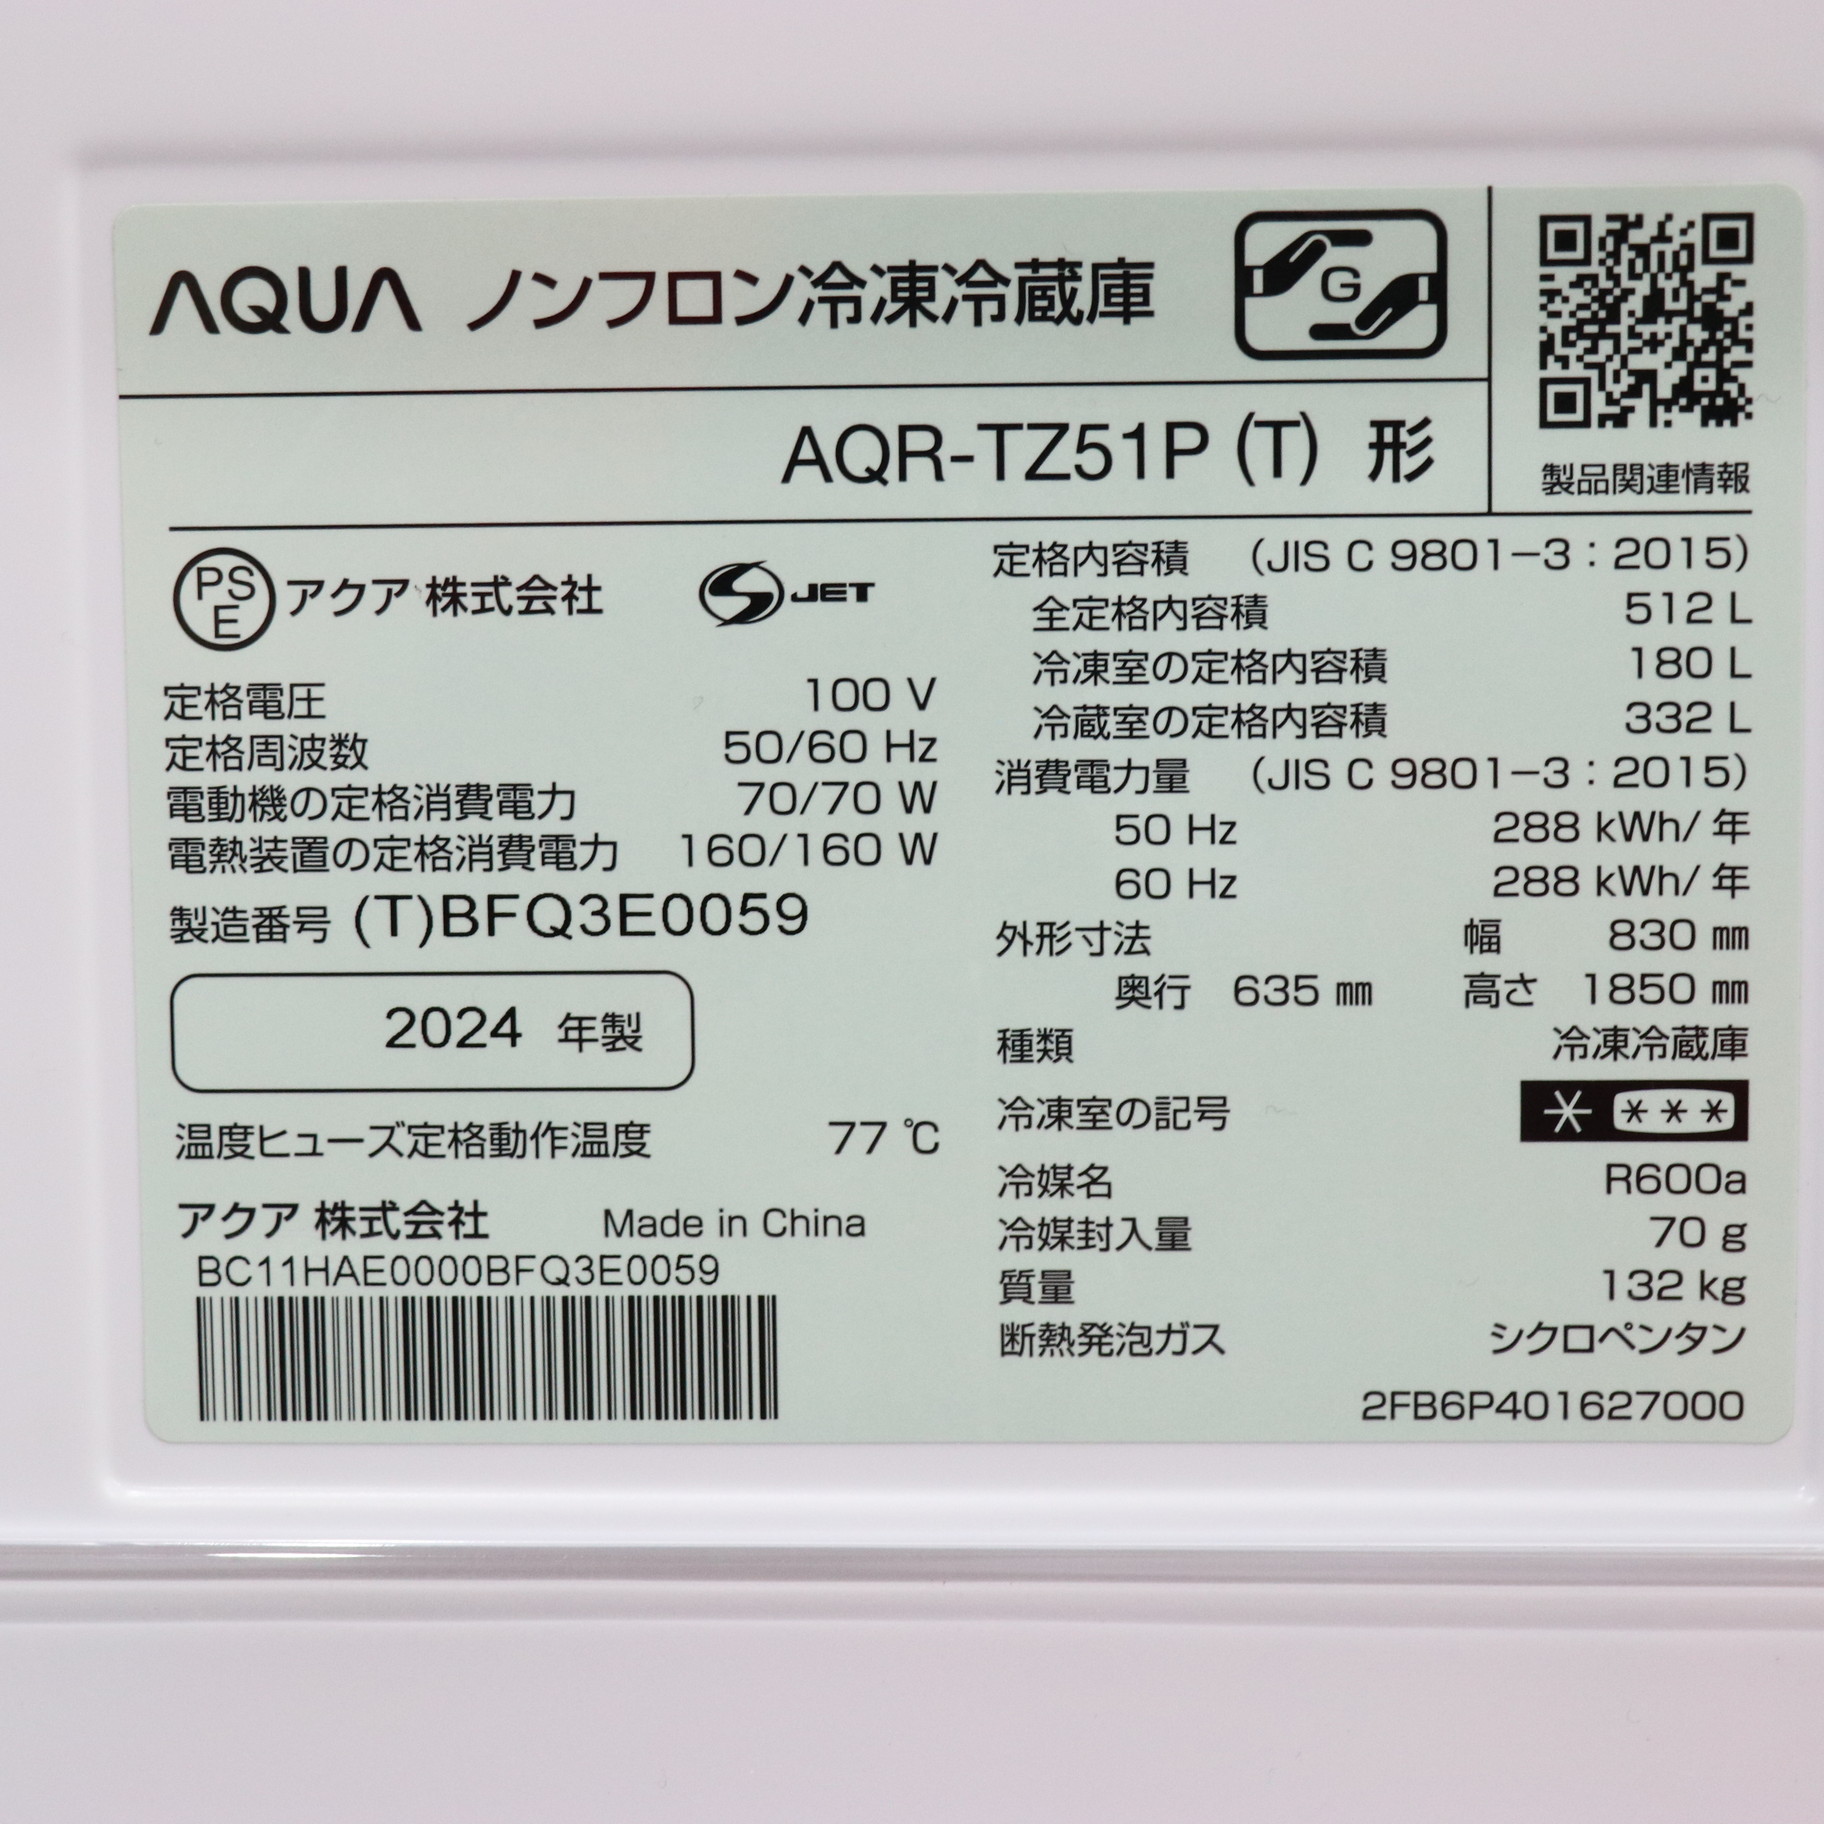 AQUA ノンフロン冷凍冷蔵庫
G
AQR-TZ51P (T) 形
製品関連情報
PSE アクア 株式会社 S JET
定格電圧 100 V
定格周波数 50/60 Hz
電動機の定格消費電力 70/70 W
電熱装置の定格消費電力 160/160 W
製造番号 (T)BFQ3E0059
2024 年製
温度ヒューズ定格動作温度 77 ℃
アクア 株式会社 Made in China
BC11HAE0000BFQ3E0059
定格内容積 (JIS C 9801-3:2015)
全定格内容積 512 L
冷凍室の定格内容積 180 L
冷蔵室の定格内容積 332 L
消費電力量 (JIS C 9801-3:2015)
50 Hz 288 kWh/年
60 Hz 288 kWh/年
外形寸法 幅 830 ㎜
奥行 635 ㎜ 高さ 1850 ㎜
種類 冷凍冷蔵庫
冷凍室の記号 * ***
冷媒名 R600a
冷媒封入量 70 g
質量 132 kg
断熱発泡ガス シクロペンタン
2FB6P401627000